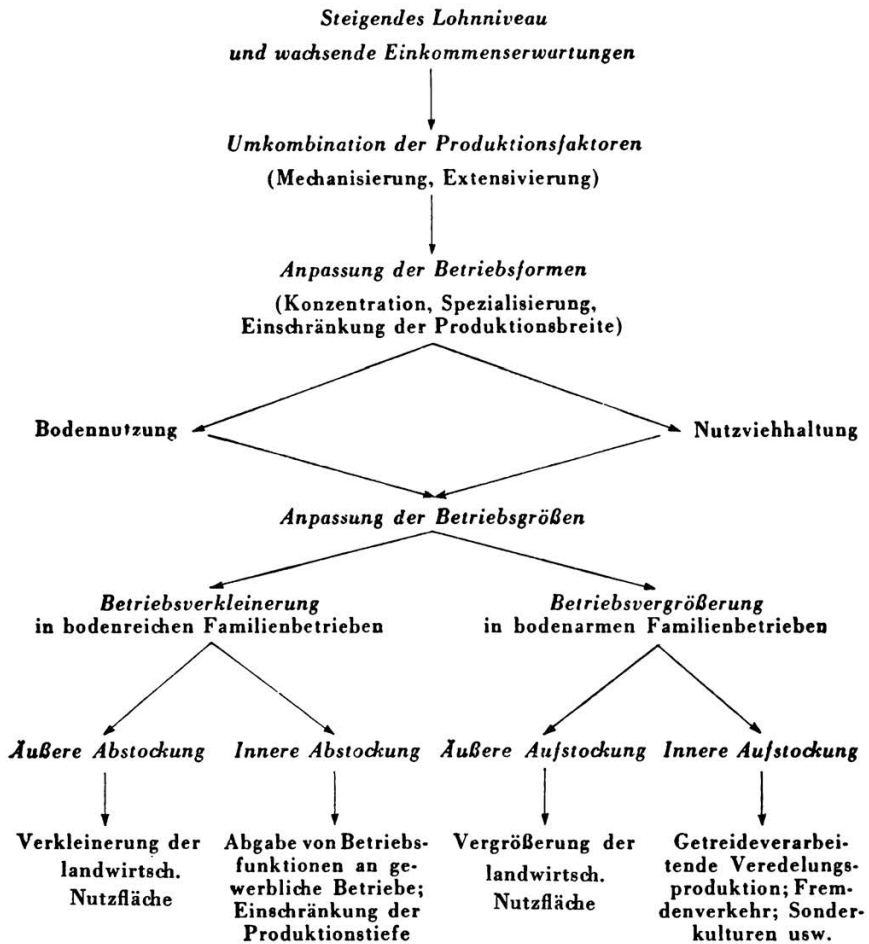 Steigendes Lohnniveau
und wachsende Einkommenserwartungen
Umkombination der Produktionsfaktoren
(Mechanisierung, Extensivierung)
Anpassung der Betriebsformen
(Konzentration, Spezialisierung,
Einschränkung der Produktionsbreite)
Bodennutzung
Nutzviehhaltung
Anpassung der Betriebsgrößen
Betriebsverkleinerung
in bodenreichen Familienbetrieben
Betriebsvergrößerung
in bodenarmen Familienbetrieben
Äußere Abstockung
Innere Abstockung
Äußere Aufstockung
Innere Aufstockung
Verkleinerung der
landwirtsch.
Nutzfläche
Abgabe von Betriebs-
funktionen an ge-
werbliche Betriebe;
Einschränkung der
Produktionstiefe
Vergrößerung der
landwirtsch.
Nutzfläche
Getreideverarbei-
tende Veredelungs-
produktion; Frem-
denverkehr; Sonder-
kulturen usw.